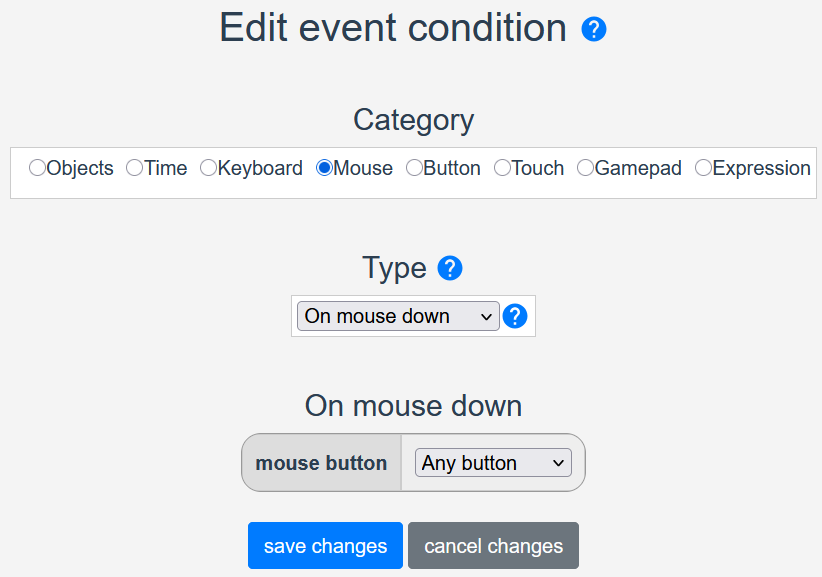 Edit event condition ?
Category
Objects Time Keyboard Mouse Button Touch Gamepad Expression
Type ?
On mouse down ?
On mouse down
mouse button Any button
save changes cancel changes